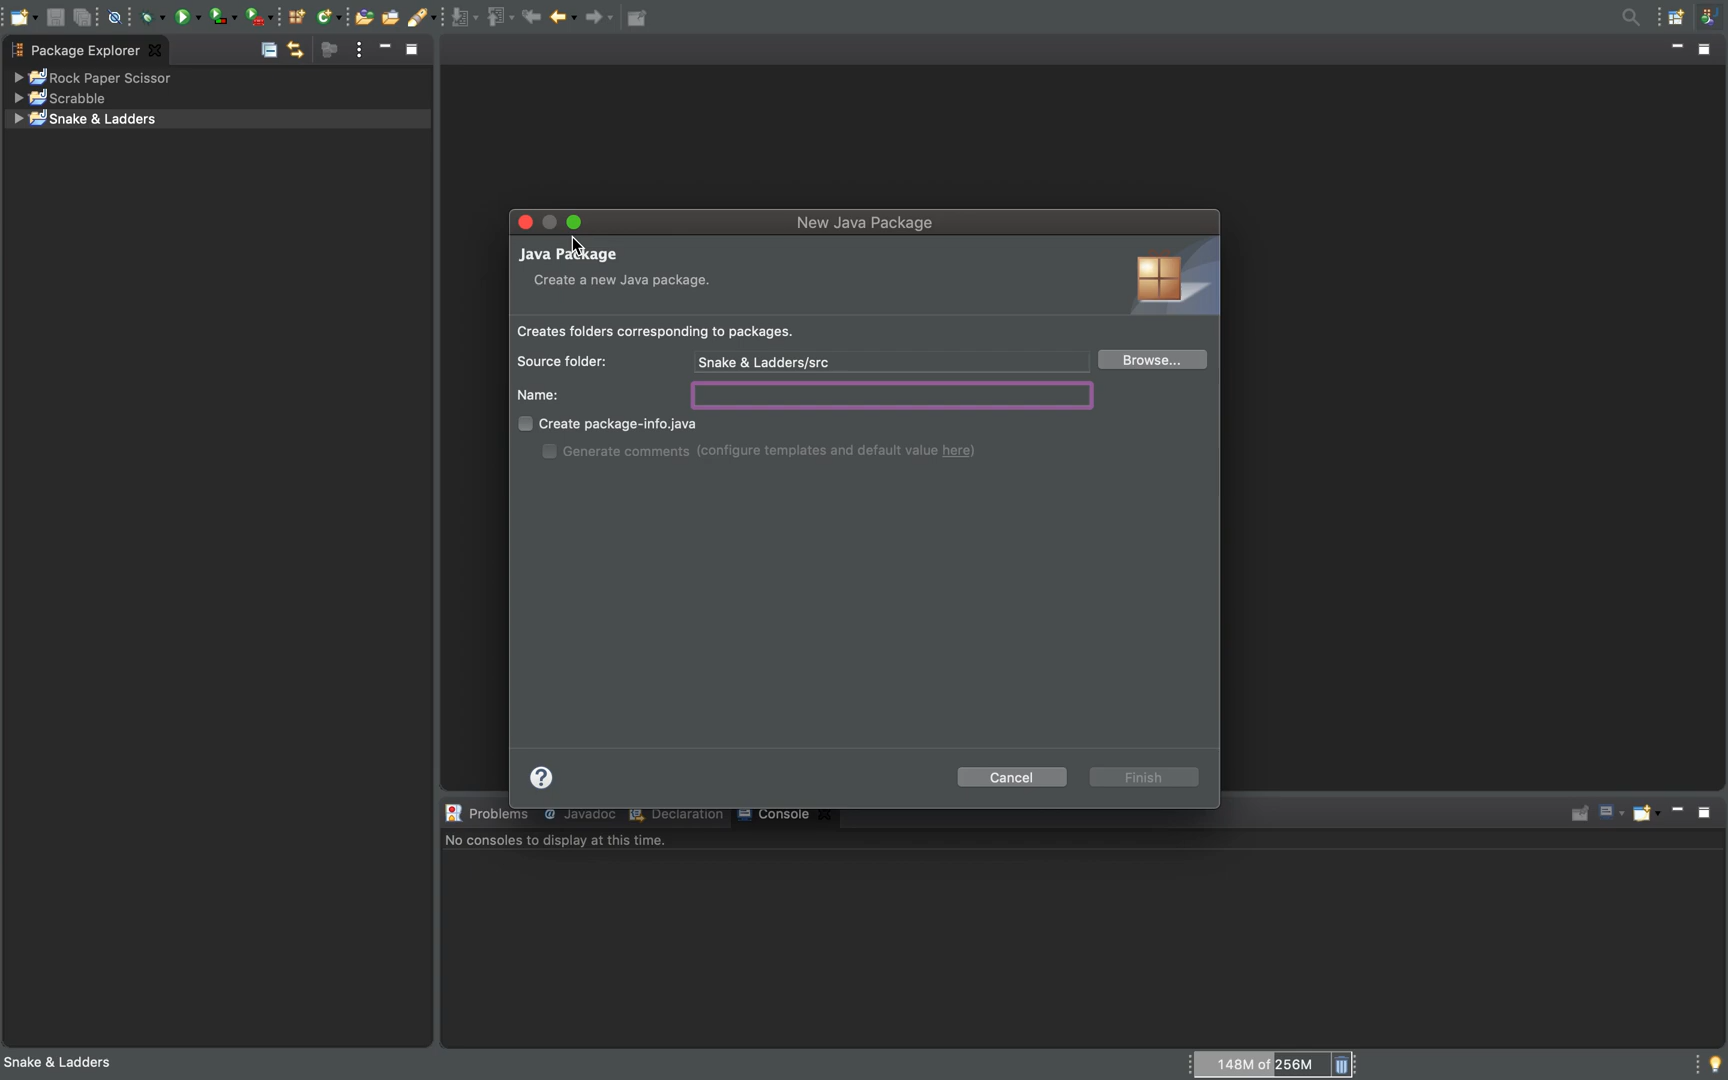 Package Explorer
Rock Paper Scissor
Scrabble
Snake & Ladders
New Java Package
Java Package
Create a new Java package.
Creates folders corresponding to packages.
Source folder: Snake & Ladders/src Browse...
Name:
Create package-info.java
Generate comments (configure templates and default value here)
? Cancel Finish
Problems @ Javadoc Declaration Console
No consoles to display at this time.
Snake & Ladders 148M of 256M